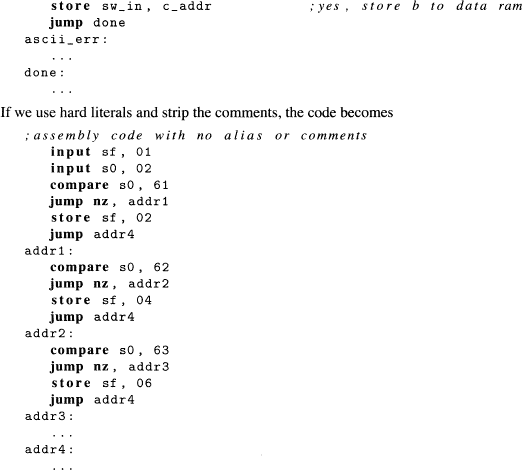 store sw_in, c_addr ;yes, store b to data ram
jump done
ascii_err:
...
done:
...
If we use hard literals and strip the comments, the code becomes
;assembly code with no alias or comments
input sf, 01
input s0, 02
compare s0, 61
jump nz, addr1
store sf, 02
jump addr4
addr1:
compare s0, 62
jump nz, addr2
store sf, 04
jump addr4
addr2:
compare s0, 63
jump nz, addr3
store sf, 06
jump addr4
addr3:
...
addr4:
...